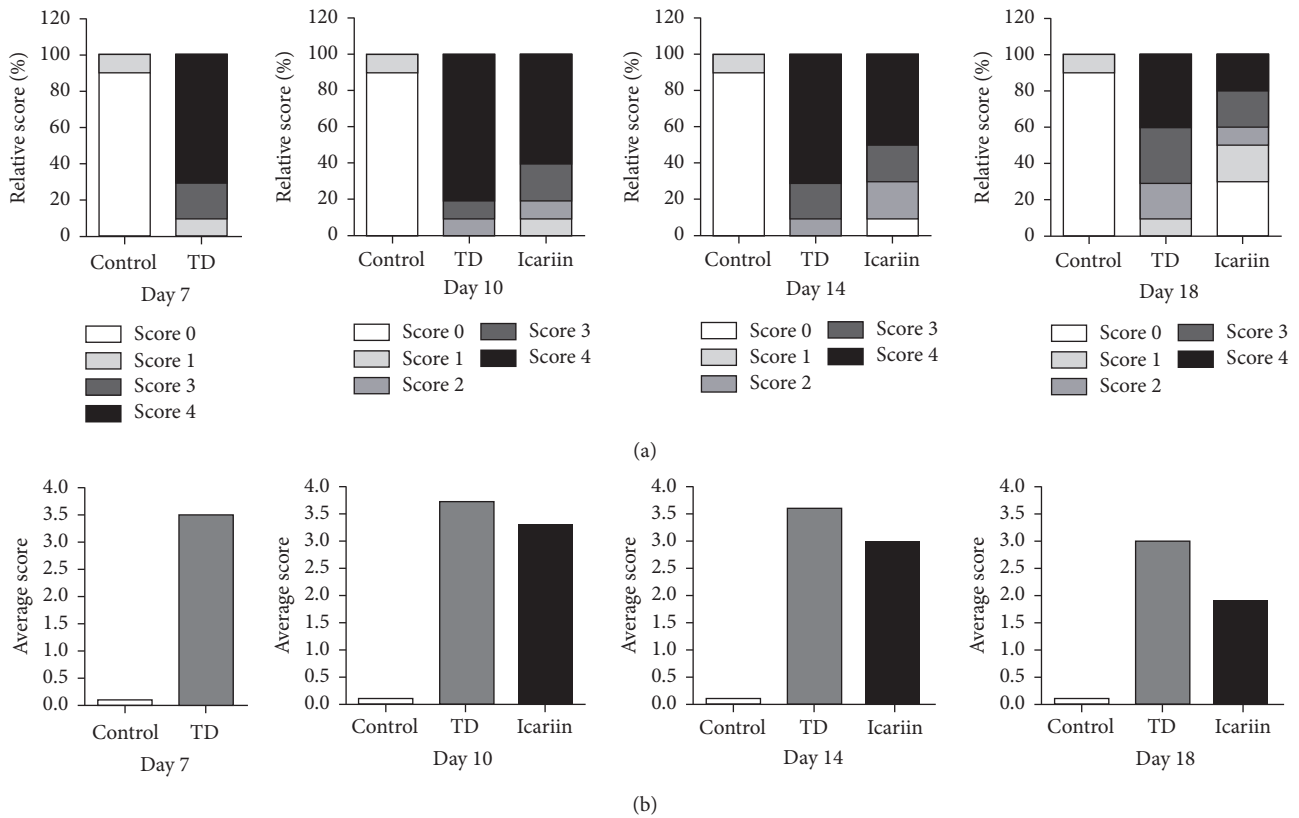 120
100
80
60
40
20
0
Relative score (%)
Control TD
Day 7
Score 0
Score 1
Score 3
Score 4
120
100
80
60
40
20
0
Relative score (%)
Control TD Icariin
Day 10
Score 0 Score 3
Score 1 Score 4
Score 2
120
100
80
60
40
20
0
Relative score (%)
Control TD Icariin
Day 14
Score 0 Score 3
Score 1 Score 4
Score 2
120
100
80
60
40
20
0
Relative score (%)
Control TD Icariin
Day 18
Score 0 Score 3
Score 1 Score 4
Score 2
(a)
4.0
3.5
3.0
2.5
2.0
1.5
1.0
0.5
0.0
Average score
Control TD
Day 7
4.0
3.5
3.0
2.5
2.0
1.5
1.0
0.5
0.0
Average score
Control TD Icariin
Day 10
4.0
3.5
3.0
2.5
2.0
1.5
1.0
0.5
0.0
Average score
Control TD Icariin
Day 14
4.0
3.5
3.0
2.5
2.0
1.5
1.0
0.5
0.0
Average score
Control TD Icariin
Day 18
(b)